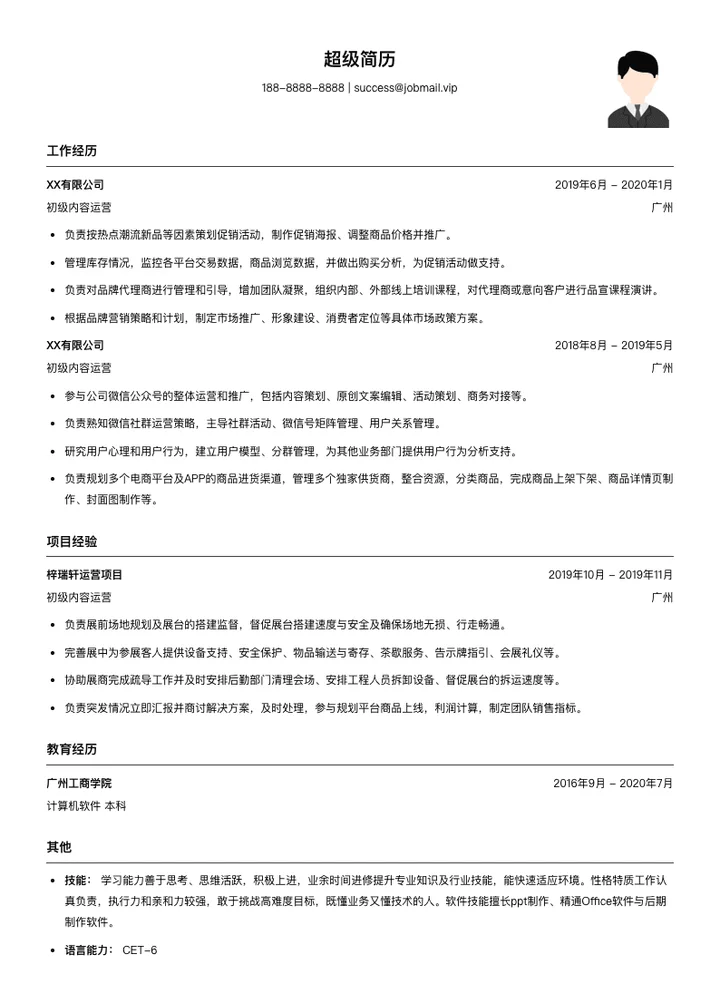 超级简历
188-8888-8888 | success@jobmail.vip
工作经历
XX有限公司 2019年6月 – 2020年1月
初级内容运营 广州
• 负责按热点潮流新品等因素策划促销活动，制作促销海报、调整商品价格并推广。
• 管理库存情况，监控各平台交易数据，商品浏览数据，并做出购买分析，为促销活动做支持。
• 负责对品牌代理商进行管理和引导，增加团队凝聚，组织内部、外部线上培训课程，对代理商或意向客户进行品宣课程演讲。
• 根据品牌营销策略和计划，制定市场推广、形象建设、消费者定位等具体市场政策方案。
XX有限公司 2018年8月 – 2019年5月
初级内容运营 广州
• 参与公司微信公众号的整体运营和推广，包括内容策划、原创文案编辑、活动策划、商务对接等。
• 负责熟知微信社群运营策略，主导社群活动、微信号矩阵管理、用户关系管理。
• 研究用户心理和用户行为，建立用户模型、分群管理，为其他业务部门提供用户行为分析支持。
• 负责规划多个电商平台及APP的商品进货渠道，管理多个独家供货商，整合资源，分类商品，完成商品上架下架、商品详情页制
作、封面图制作等。
项目经验
梓瑞轩运营项目 2019年10月 – 2019年11月
初级内容运营 广州
• 负责展前场地规划及展台的搭建监督，督促展台搭建速度与安全及确保场地无损、行走畅通。
• 完善展中为参展客人提供设备支持、安全保护、物品输送与寄存、茶歇服务、告示牌指引、会展礼仪等。
• 协助展商完成疏导工作并及时安排后勤部门清理会场、安排工程人员拆卸设备、督促展台的拆运速度等。
• 负责突发情况立即汇报并商讨解决方案，及时处理，参与规划平台商品上线，利润计算，制定团队销售指标。
教育经历
广州工商学院 2016年9月 – 2020年7月
计算机软件 本科
其他
• 技能： 学习能力善于思考、思维活跃，积极上进，业余时间进修提升专业知识及行业技能，能快速适应环境。性格特质工作认
真负责，执行力和亲和力较强，敢于挑战高难度目标，既懂业务又懂技术的人。软件技能擅长ppt制作、精通Office软件与后期
制作软件。
• 语言能力： CET-6